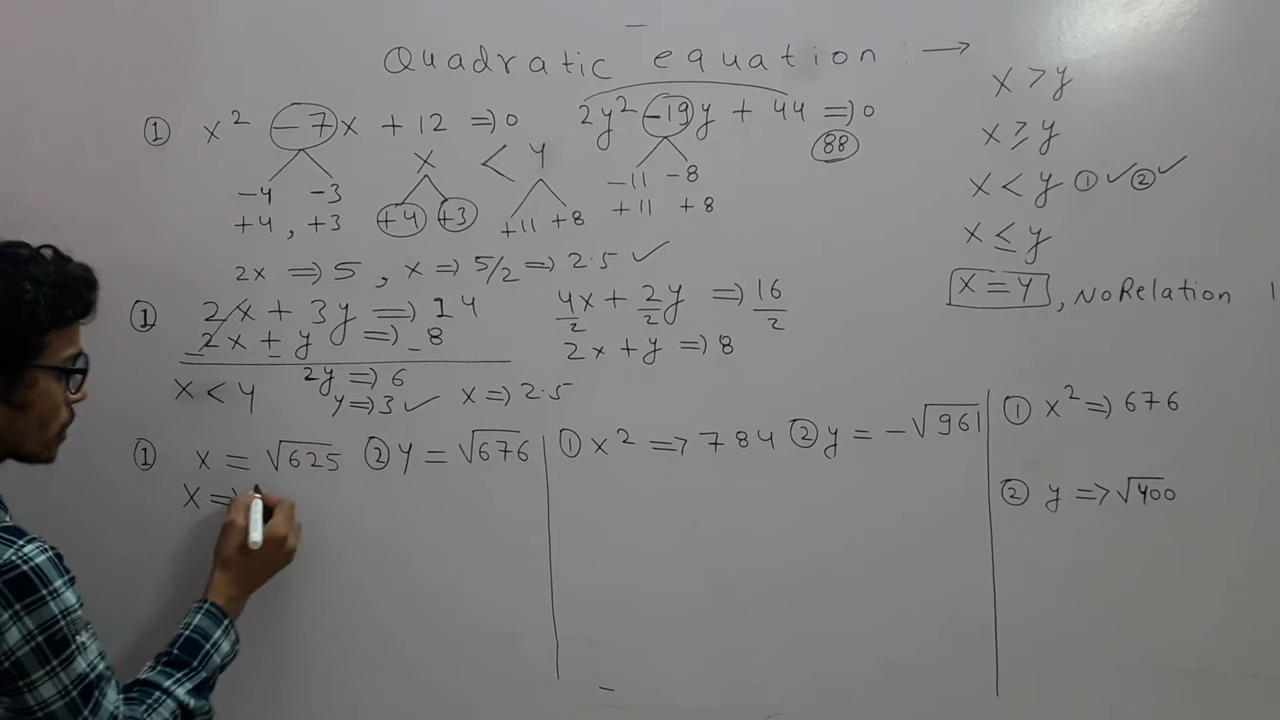 Quadratic equation : →
① x² -7x + 12 => 0 2y² -19y + 44 => 0
88
-4 -3 x < y -11 -8
+4 , +3 +4 +3 +11 +8 +11 +8
2x => 5 , x => 5/2 => 2.5 ✓
① 2x + 3y => 14 4x/2 + 2y/2 => 16/2
- 2x + y => - 8 2x + y => 8
2y => 6
x < y y => 3 ✓ x => 2.5
x > y
x ≥ y
x < y ① ✓ ② ✓
x ≤ y
x = y , No Relation
① x = √625 ② y = √676
x =>
① x² => 784 ② y = -√961
① x² => 676
② y => √400